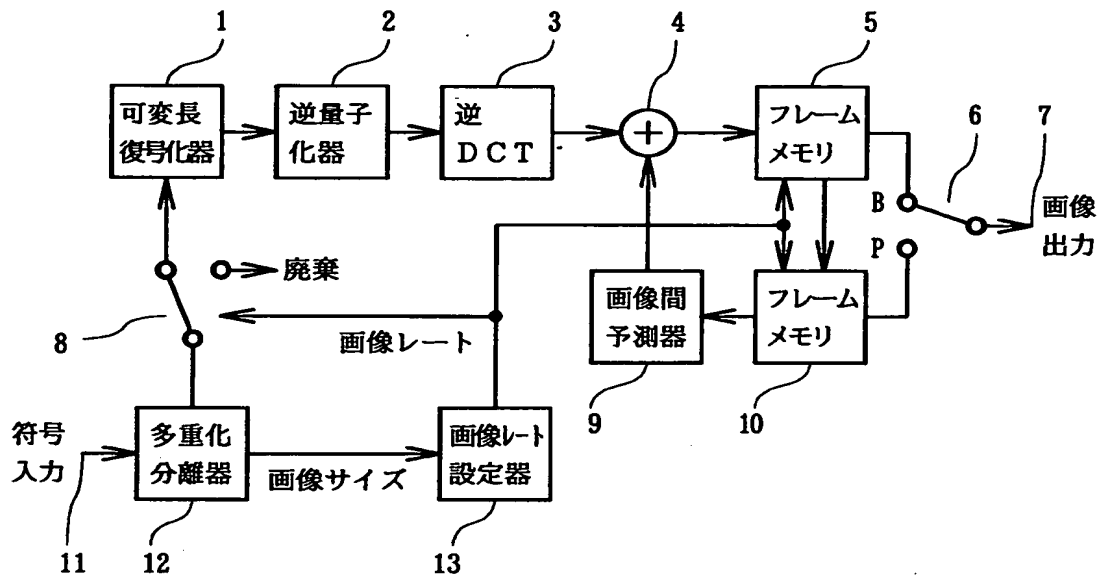 1
2
3
4
5
6
7
可変長
復号化器
逆量子
化器
逆
DCT
+
フレーム
メモリ
B
P
画像
出力
廃棄
8
画像レート
画像間
予測器
フレーム
メモリ
9
10
符号
入力
多重化
分離器
画像サイズ
画像レート
設定器
11
12
13